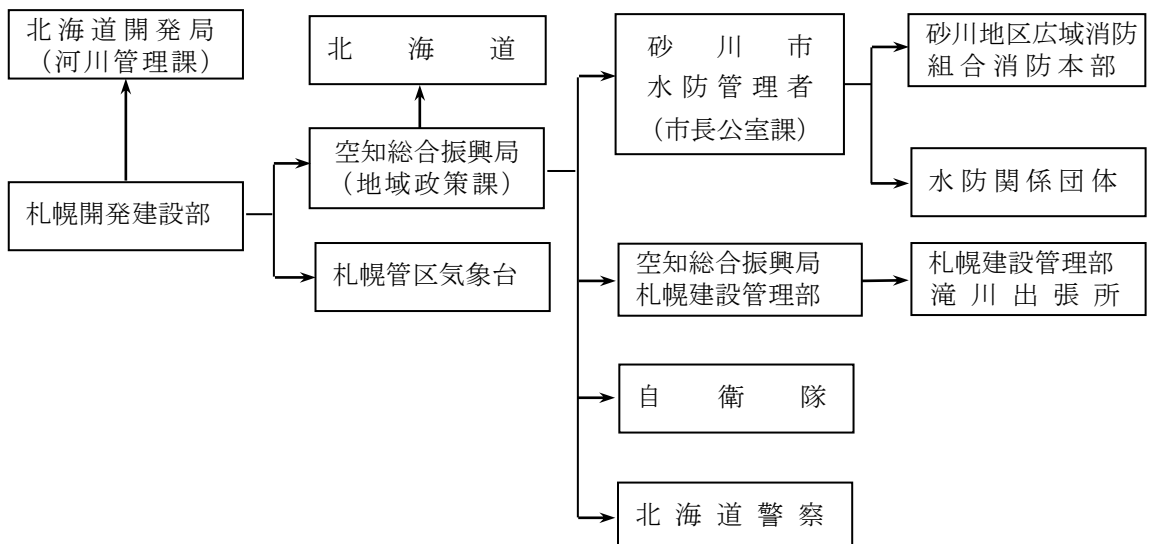 北海道開発局
（河川管理課）
北海道
砂川市
水防管理者
（市長公室課）
砂川地区広域消防
組合消防本部
札幌開発建設部
空知総合振興局
（地域政策課）
水防関係団体
札幌管区気象台
空知総合振興局
札幌建設管理部
札幌建設管理部
滝川出張所
自衛隊
北海道警察